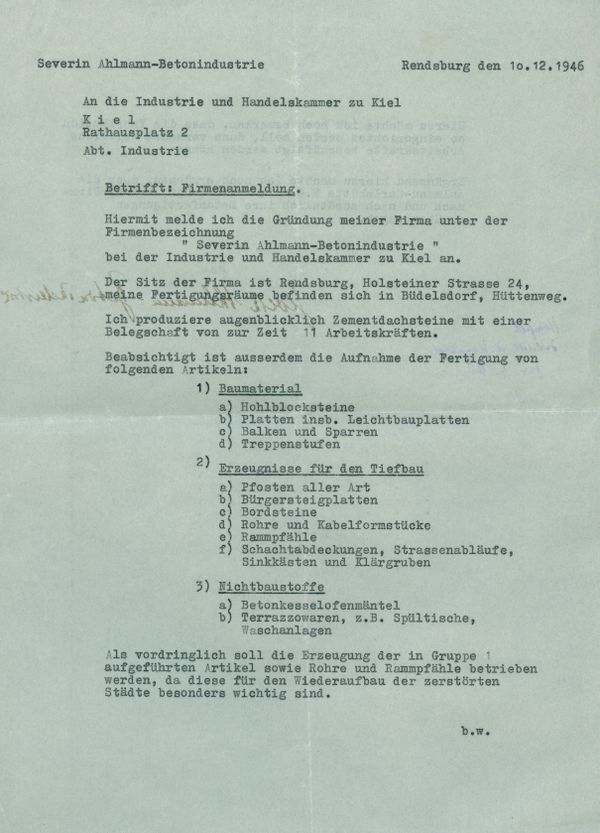 Severin Ahlmann-Betonindustrie Rendsburg den 10.12.1946
An die Industrie und Handelskammer zu Kiel
K i e l
Rathausplatz 2
Abt. Industrie
Betrifft: Firmenanmeldung.
Hiermit melde ich die Gründung meiner Firma unter der
Firmenbezeichnung
" Severin Ahlmann-Betonindustrie "
bei der Industrie und Handelskammer zu Kiel an.
Der Sitz der Firma ist Rendsburg, Holsteiner Strasse 24,
meine Fertigungsräume befinden sich in Büdelsdorf, Hüttenweg.
Ich produziere augenblicklich Zementdachsteine mit einer
Belegschaft von zur Zeit 11 Arbeitskräften.
Beabsichtigt ist ausserdem die Aufnahme der Fertigung von
folgenden Artikeln:
1) Baumaterial
a) Hohlblocksteine
b) Platten insb. Leichtbauplatten
c) Balken und Sparren
d) Treppenstufen
2) Erzeugnisse für den Tiefbau
a) Pfosten aller Art
b) Bürgersteigplatten
c) Bordsteine
d) Rohre und Kabelformstücke
e) Rammpfähle
f) Schachtabdeckungen, Strassenabläufe,
Sinkkästen und Klärgruben
3) Nichtbaustoffe
a) Betonkesselofenmäntel
b) Terrazzowaren, z.B. Spültische,
Waschanlagen
Als vordringlich soll die Erzeugung der in Gruppe 1
aufgeführten Artikel sowie Rohre und Rammpfähle betrieben
werden, da diese für den Wiederaufbau der zerstörten
Städte besonders wichtig sind.
b.w.